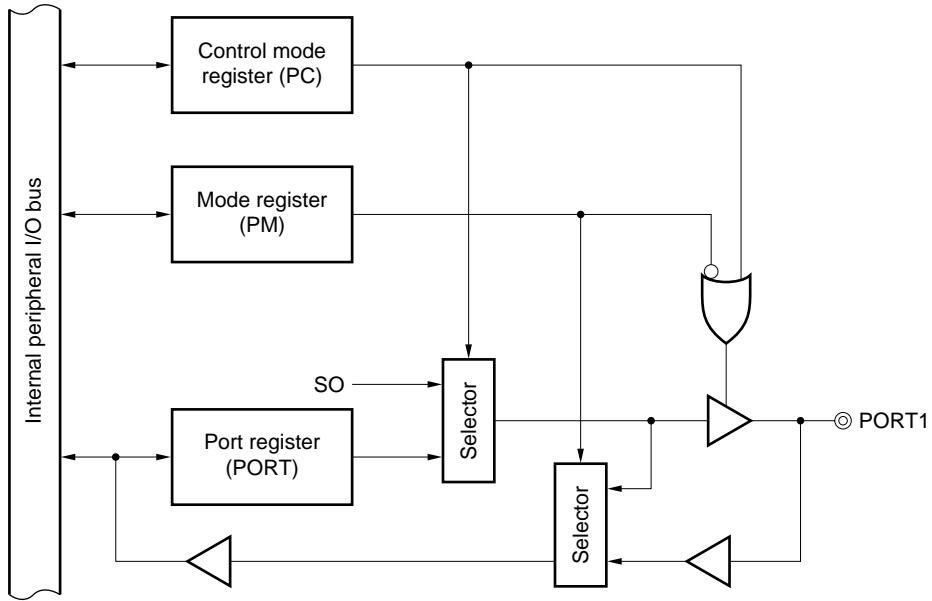 Internal peripheral I/O bus
Control mode
register (PC)
Mode register
(PM)
SO
Selector
Port register
(PORT)
PORT1
Selector